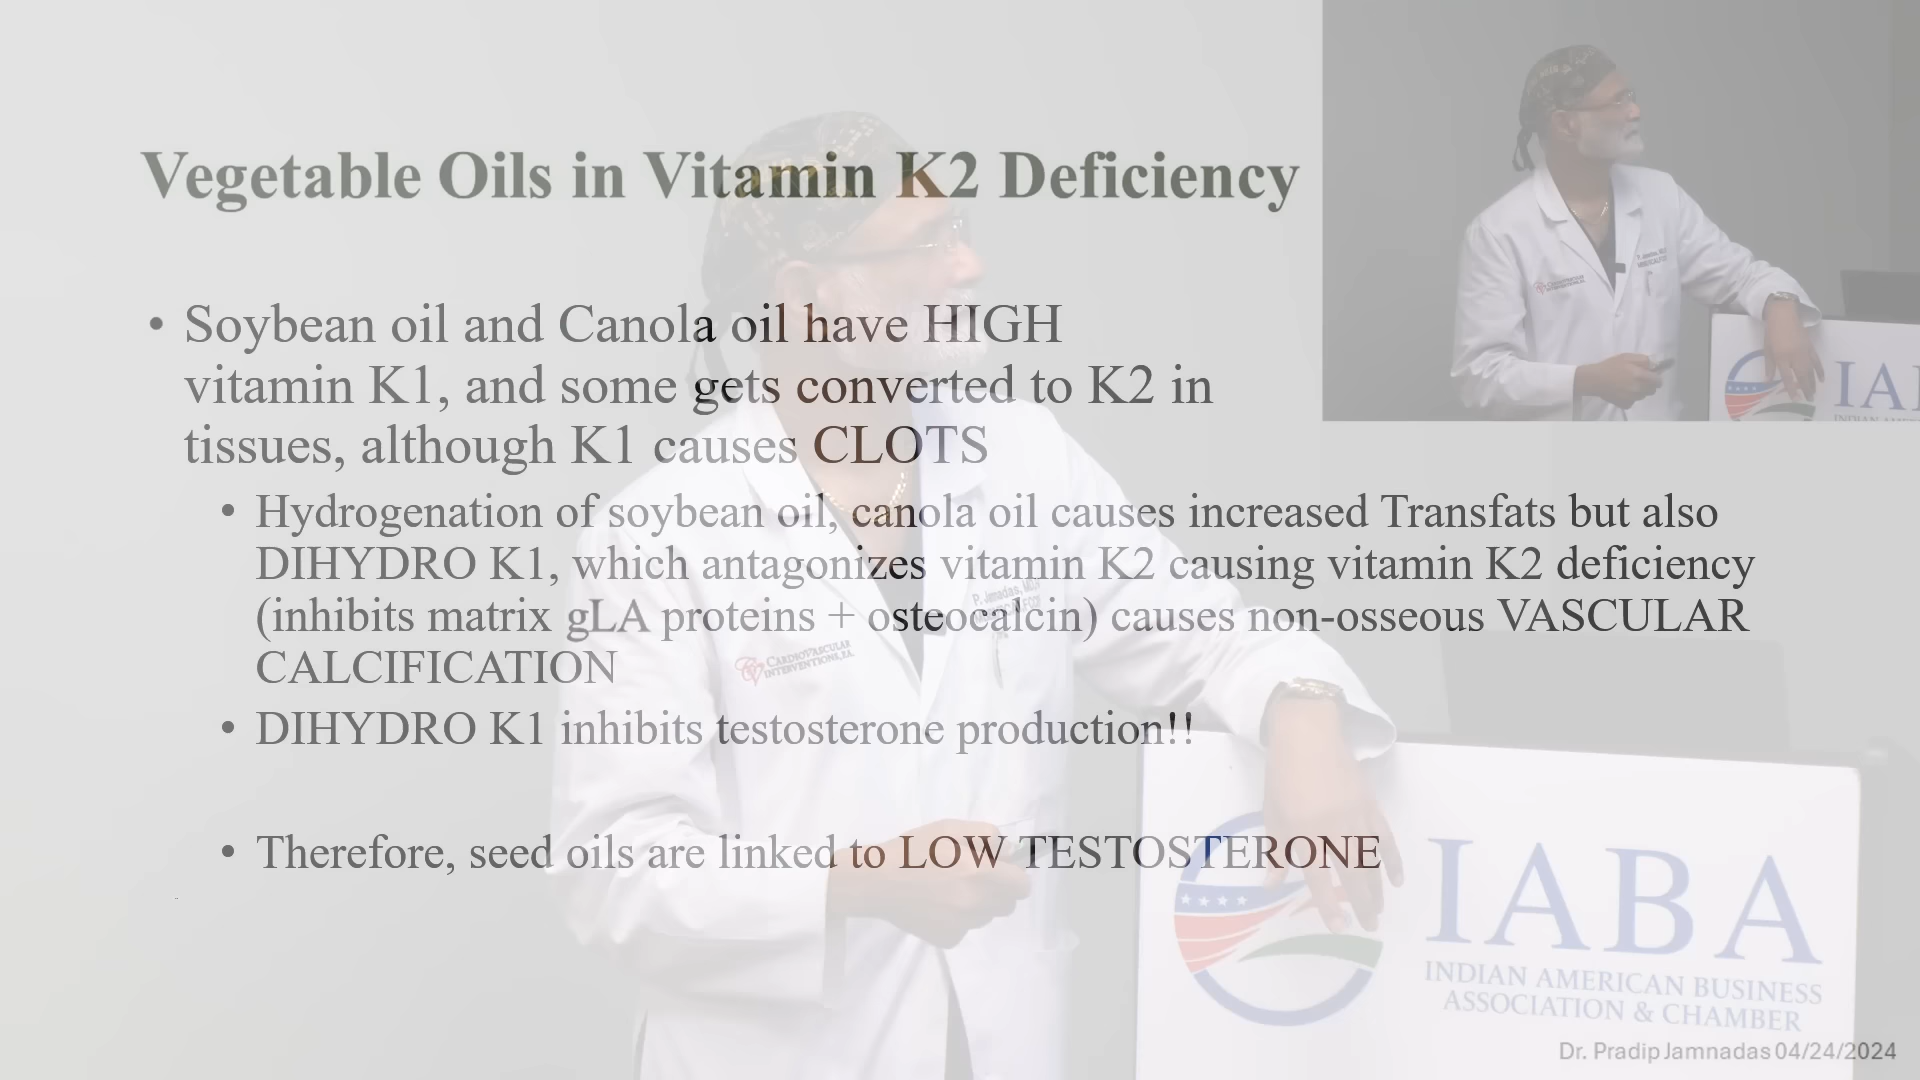 Vegetable Oils in Vitamin K2 Deficiency
• Soybean oil and Canola oil have HIGH
vitamin K1, and some gets converted to K2 in
tissues, although K1 causes CLOTS
• Hydrogenation of soybean oil, canola oil causes increased Transfats but also
DIHYDRO K1, which antagonizes vitamin K2 causing vitamin K2 deficiency
(inhibits matrix gLA proteins + osteocalcin) causes non-osseous VASCULAR
CALCIFICATION
• DIHYDRO K1 inhibits testosterone production!!
• Therefore, seed oils are linked to LOW TESTOSTERONE
CARDIOVASCULAR
INTERVENTIONS, P.A.
P. Jamnadas, MD
IABA
INDIAN AMERICAN BUSINESS
ASSOCIATION & CHAMBER
Dr. Pradip Jamnadas 04/24/2024